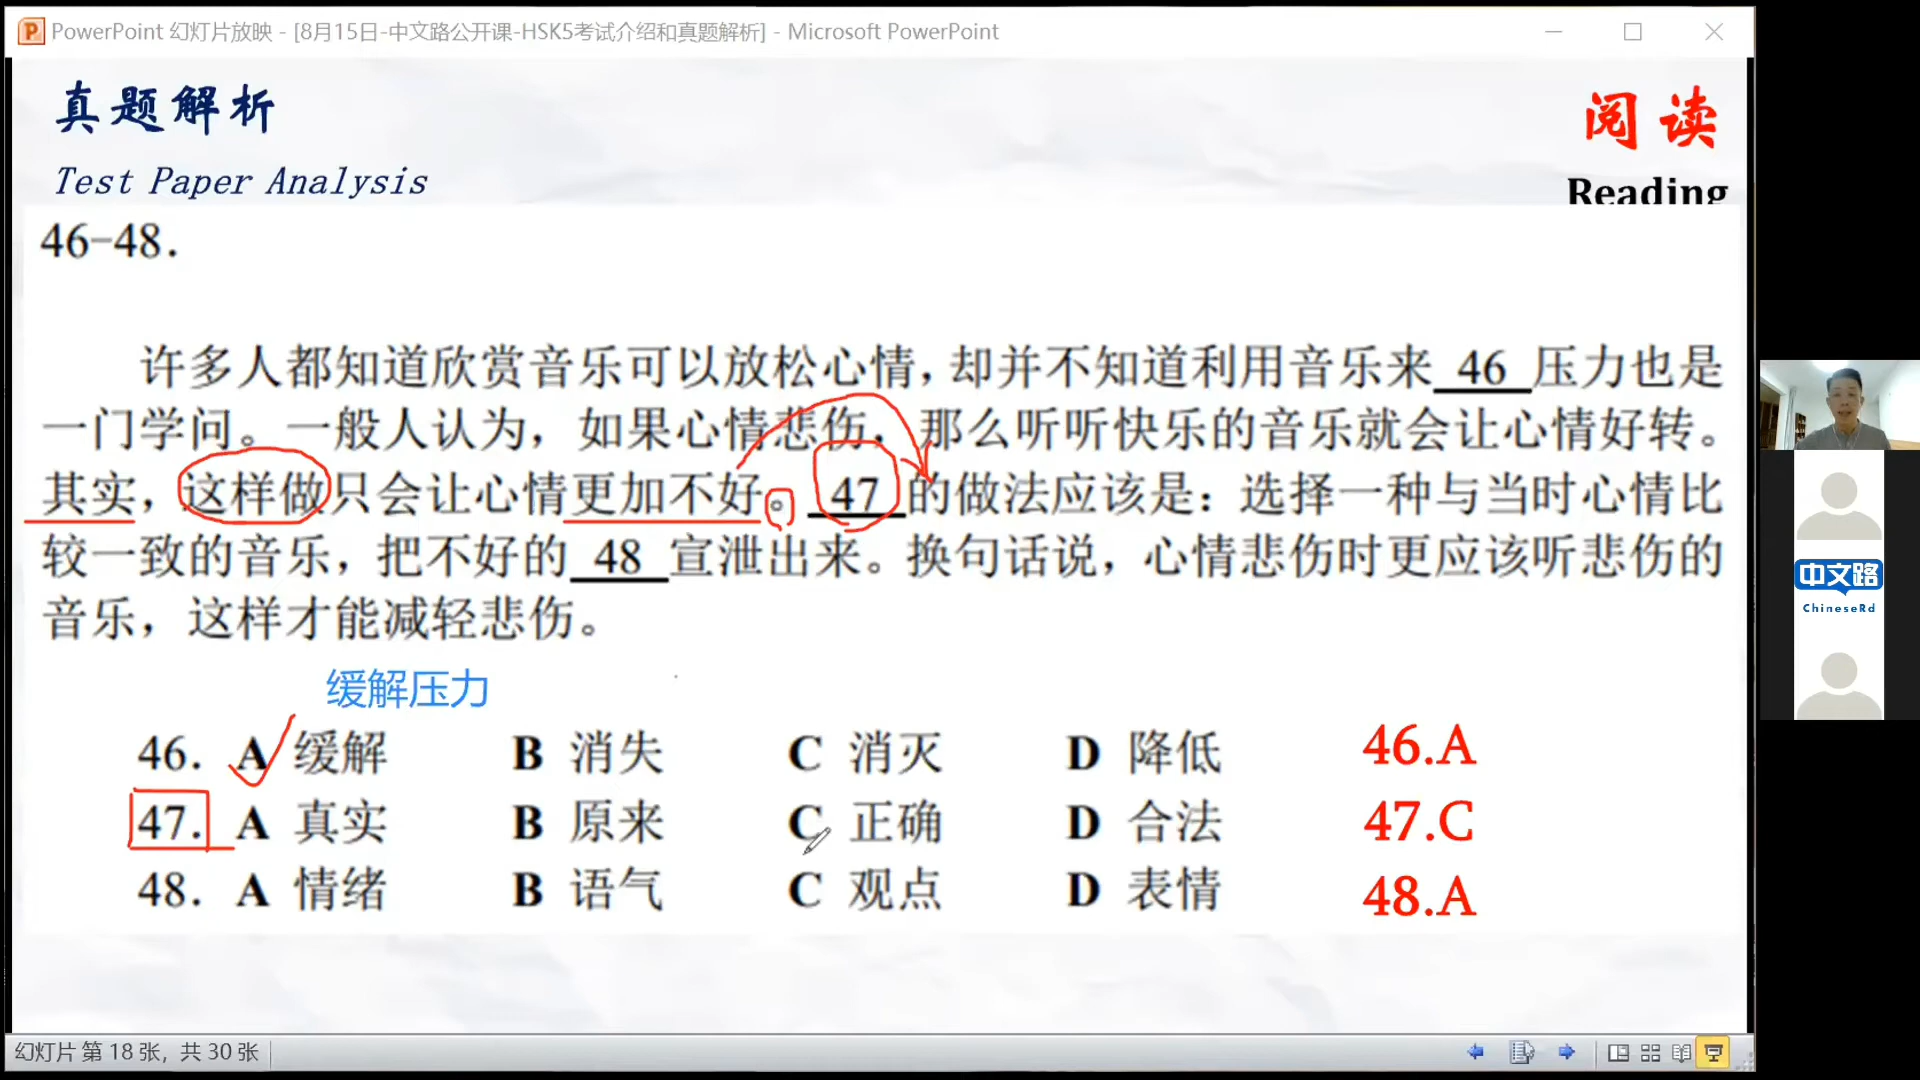 PowerPoint 幻灯片放映 - [8月15日-中文路公开课-HSK5考试介绍和真题解析] - Microsoft PowerPoint
真题解析
阅读
Test Paper Analysis
Reading
46-48.
许多人都知道欣赏音乐可以放松心情，却并不知道利用音乐来 46 压力也是
一门学问。一般人认为，如果心情悲伤，那么听听快乐的音乐就会让心情好转。
其实，这样做只会让心情更加不好。 47 的做法应该是：选择一种与当时心情比
较一致的音乐，把不好的 48 宣泄出来。换句话说，心情悲伤时更应该听悲伤的
音乐，这样才能减轻悲伤。
缓解压力
46. A 缓解 B 消失 C 消灭 D 降低 46.A
47. A 真实 B 原来 C 正确 D 合法 47.C
48. A 情绪 B 语气 C 观点 D 表情 48.A
中文路
ChineseRd
幻灯片 第 18 张，共 30 张